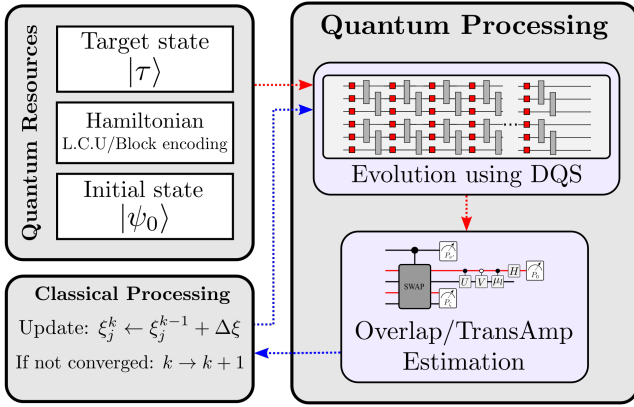 Quantum Resources
Target state
|τ⟩
Hamiltonian
L.C.U/Block encoding
Initial state
|ψ₀⟩
Classical Processing
Update: ξⱼᵏ ← ξⱼᵏ⁻¹ + Δξ
If not converged: k → k + 1
Quantum Processing
...
Evolution using DQS
SWAP
U
V
H
P₀
Overlap/TransAmp
Estimation